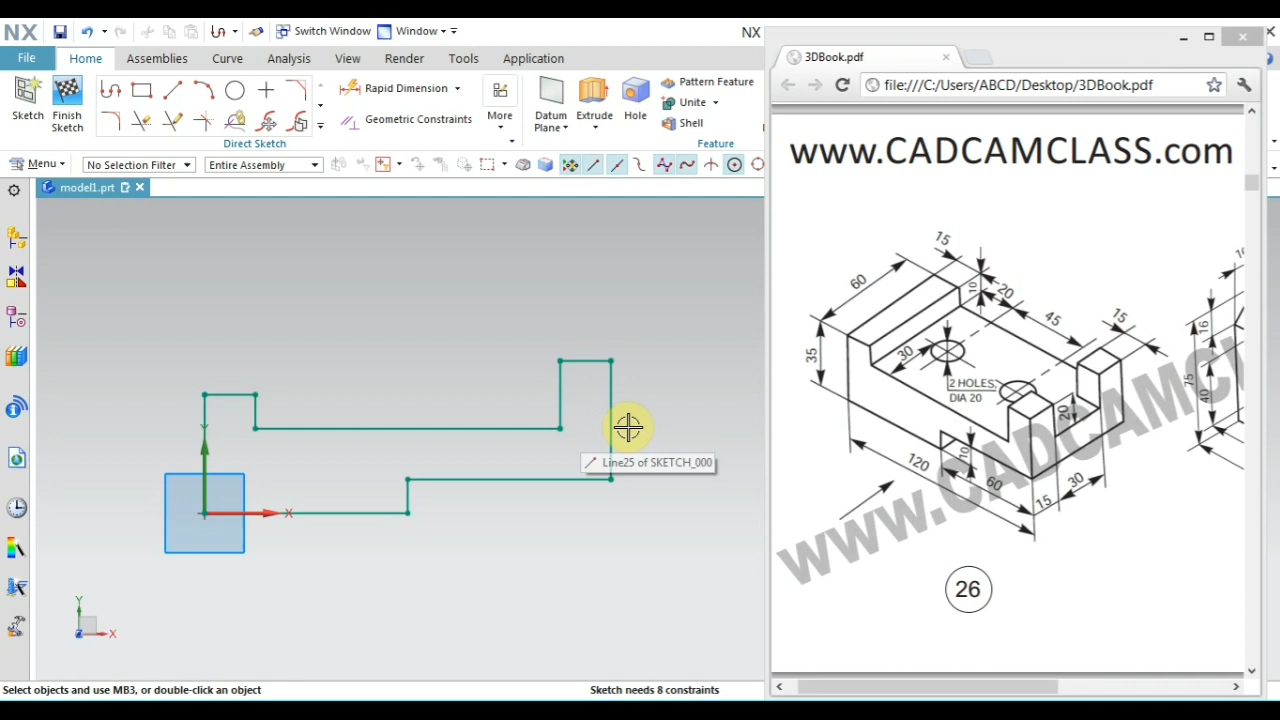 NX
Switch Window
Window
NX
File
Home
Assemblies
Curve
Analysis
View
Render
Tools
Application
Sketch
Finish
Sketch
Rapid Dimension
Geometric Constraints
More
Direct Sketch
Datum
Plane
Extrude
Hole
Pattern Feature
Unite
Shell
Feature
Menu
No Selection Filter
Entire Assembly
model1.prt
Line25 of SKETCH_000
X
Y
X
Z
Select objects and use MB3, or double-click an object
Sketch needs 8 constraints
3DBook.pdf
file:///C:/Users/ABCD/Desktop/3DBook.pdf
www.CADCAMCLASS.com
15
60
10
20
45
15
35
30
2 HOLES,
DIA 20
20
10
120
60
15
30
16
75
40
www.CADCAMCL
26